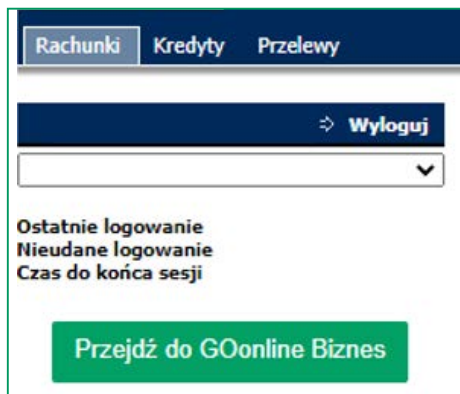 Rachunki Kredyty Przelewy
Wyloguj
Ostatnie logowanie
Nieudane logowanie
Czas do końca sesji
Przejdź do GOonline Biznes